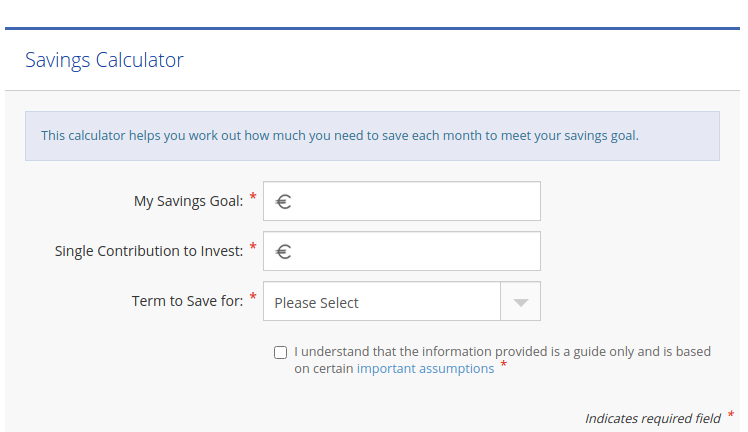 Savings Calculator
This calculator helps you work out how much you need to save each month to meet your savings goal.
My Savings Goal: * €
Single Contribution to Invest: * €
Term to Save for: * Please Select
I understand that the information provided is a guide only and is based
on certain important assumptions *
Indicates required field *